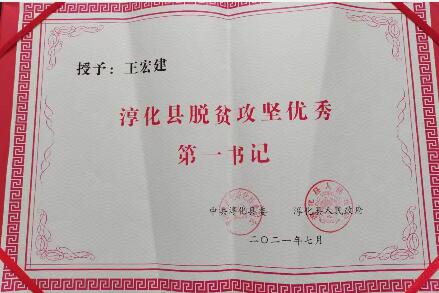 授予：王宏建
淳化县脱贫攻坚优秀
第一书记
中共淳化县委 淳化县人民政府
二〇二一年七月